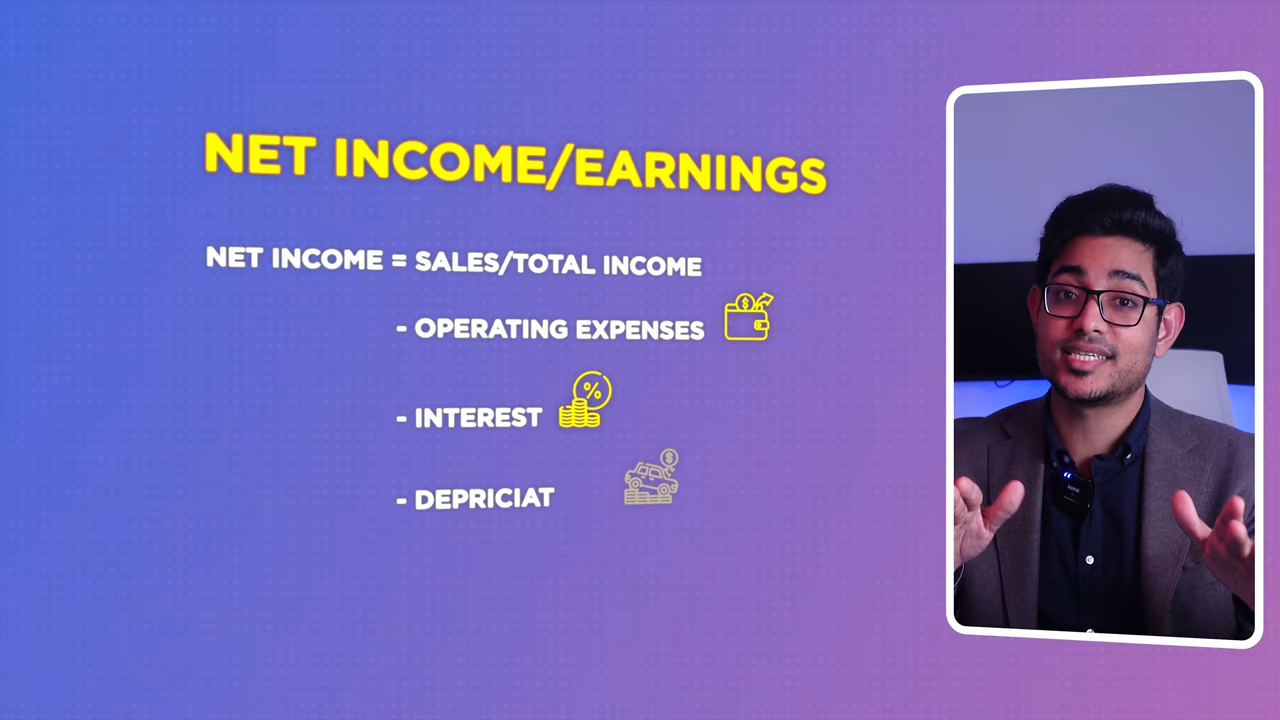 NET INCOME/EARNINGS
NET INCOME = SALES/TOTAL INCOME
- OPERATING EXPENSES
- INTEREST
- DEPRICIAT